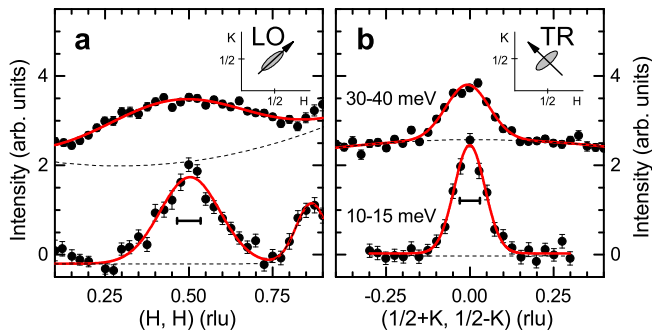 a
LO
K
1/2
1/2
H
b
TR
K
1/2
1/2
H
4
2
0
4
2
0
30-40 meV
10-15 meV
Intensity (arb. units)
Intensity (arb. units)
0.25
0.50
0.75
-0.25
0.00
0.25
(H, H) (rlu)
(1/2+K, 1/2-K) (rlu)